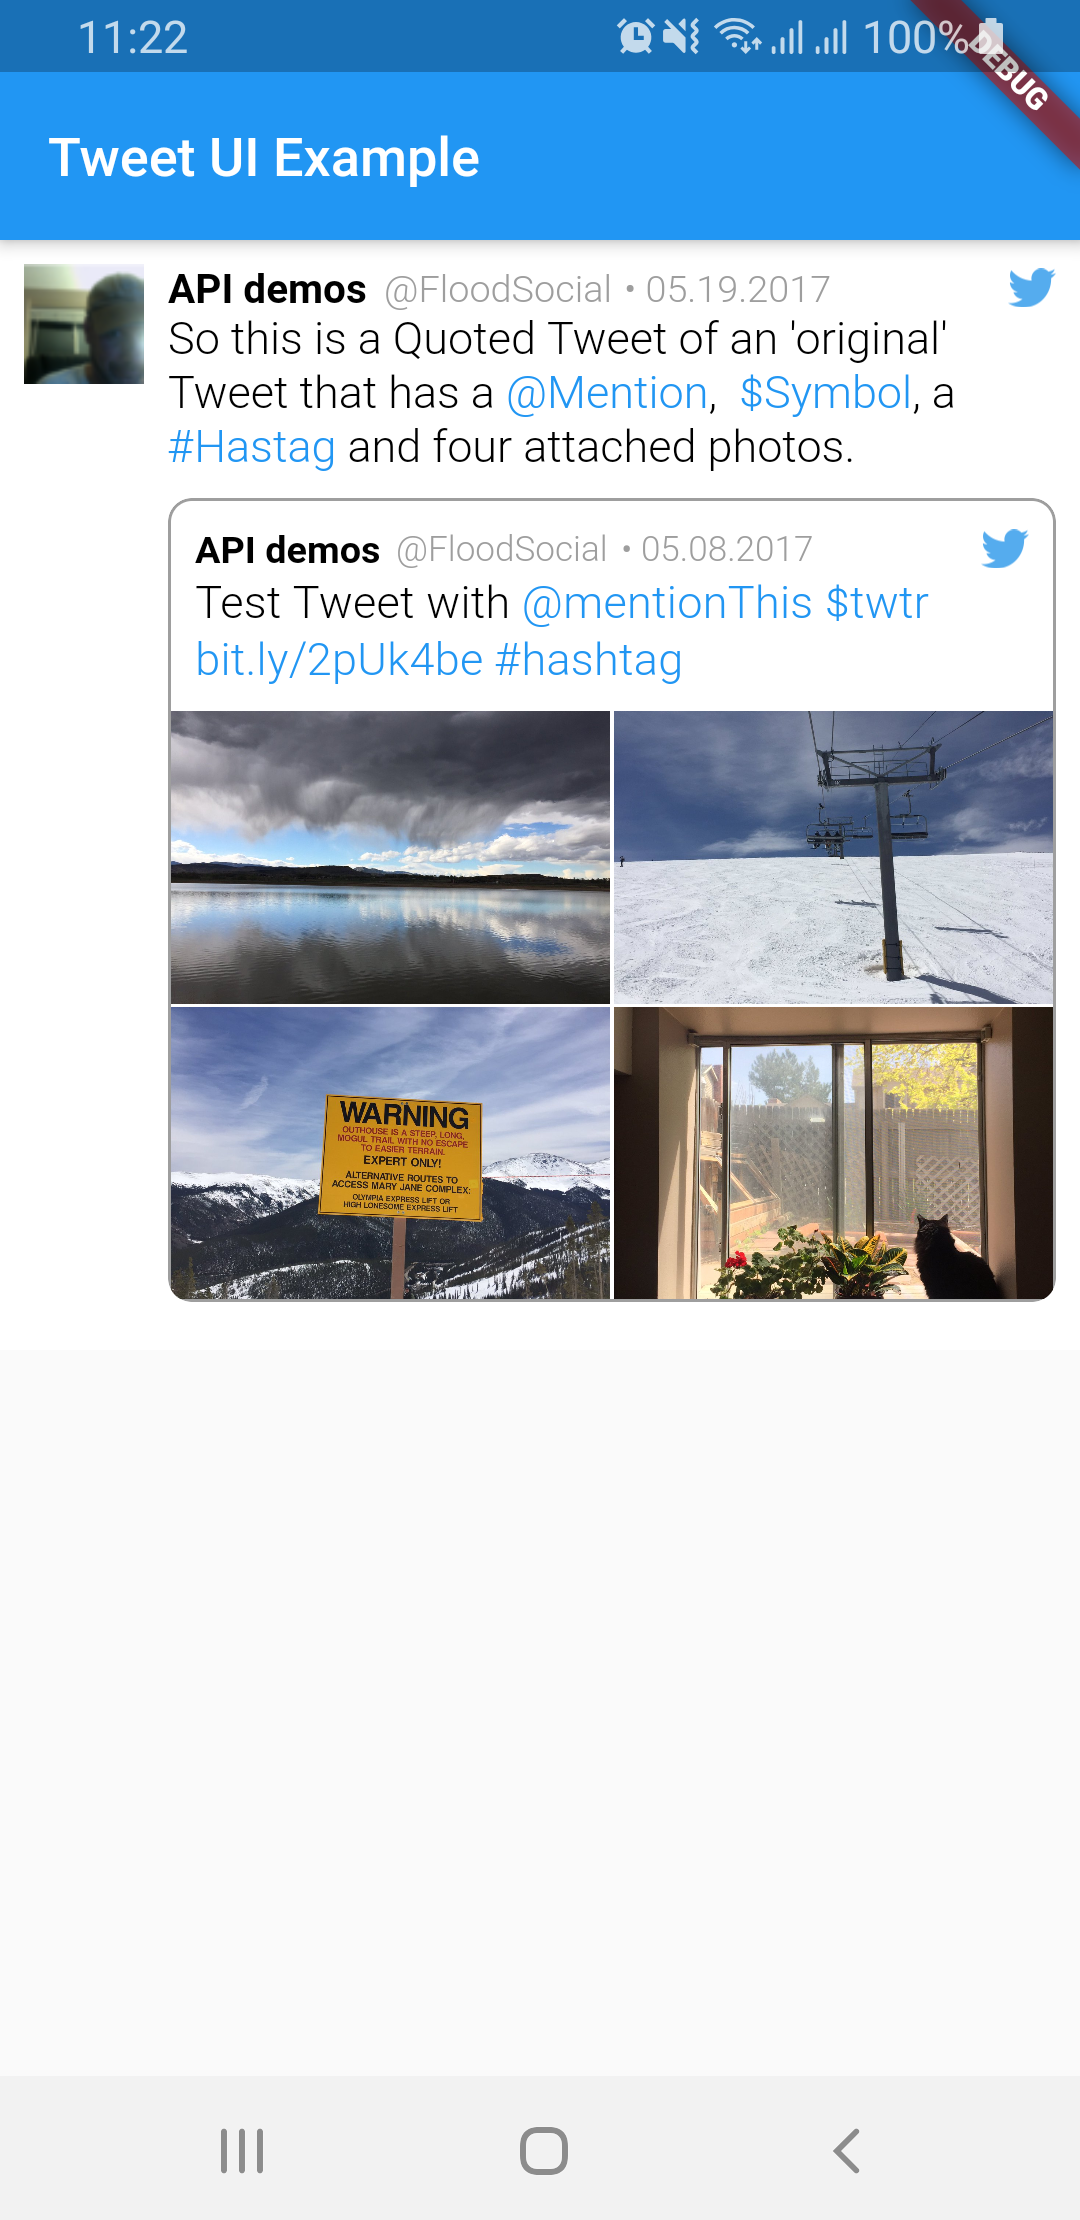 11:22
100%
DEBUG
Tweet UI Example
API demos @FloodSocial • 05.19.2017
So this is a Quoted Tweet of an 'original'
Tweet that has a @Mention,  $Symbol, a
#Hastag and four attached photos.
API demos @FloodSocial • 05.08.2017
Test Tweet with @mentionThis $twtr
bit.ly/2pUk4be #hashtag
WARNING
OUTHOUSE IS A STEEP, LONG,
MOGUL TRAIL WITH NO ESCAPE
TO EASIER TERRAIN.
EXPERT ONLY!
ALTERNATIVE ROUTES TO
ACCESS MARY JANE COMPLEX:
OLYMPIA EXPRESS LIFT OR
HIGH LONESOME EXPRESS LIFT